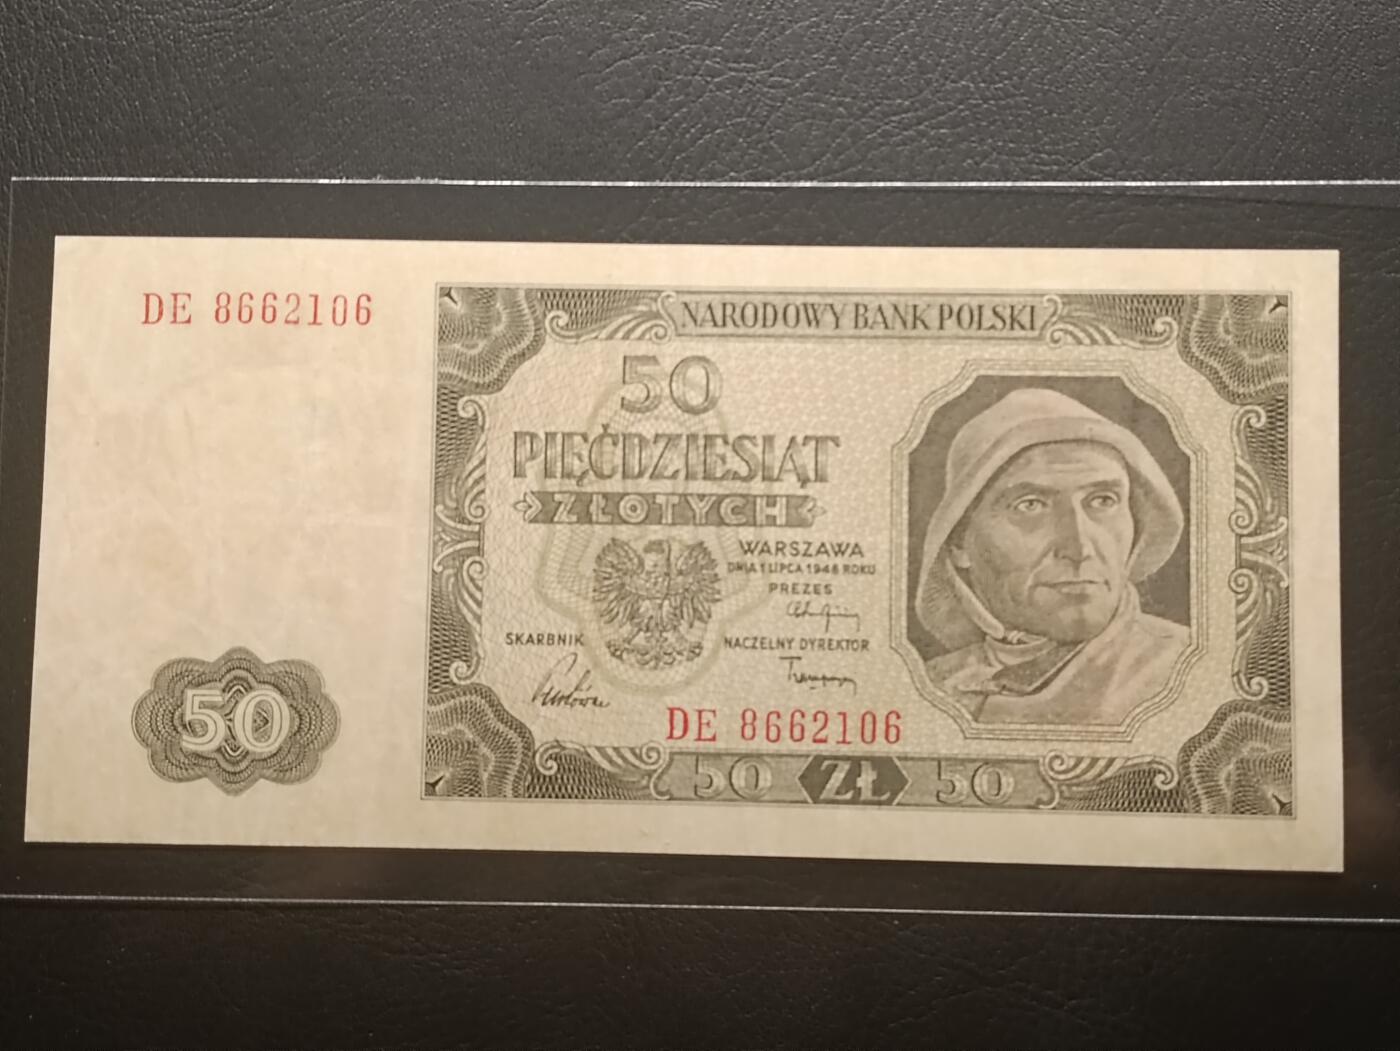 DE 8662106
NARODOWY BANK POLSKI
50
PIĘĆDZIESIĄT
ZŁOTYCH
WARSZAWA
DNIA 1 LIPCA 1948 ROKU
PREZES
SKARBNIK
NACZELNY DYREKTOR
DE 8662106
50
50 ZŁ 50